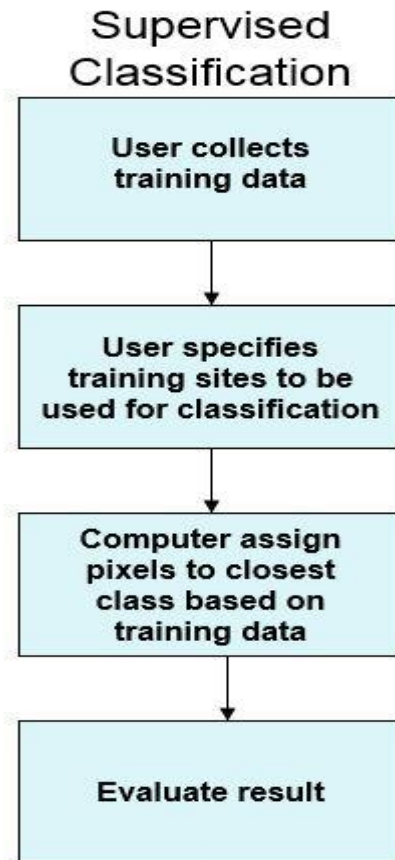 Supervised
Classification
User collects
training data
User specifies
training sites to be
used for classification
Computer assign
pixels to closest
class based on
training data
Evaluate result